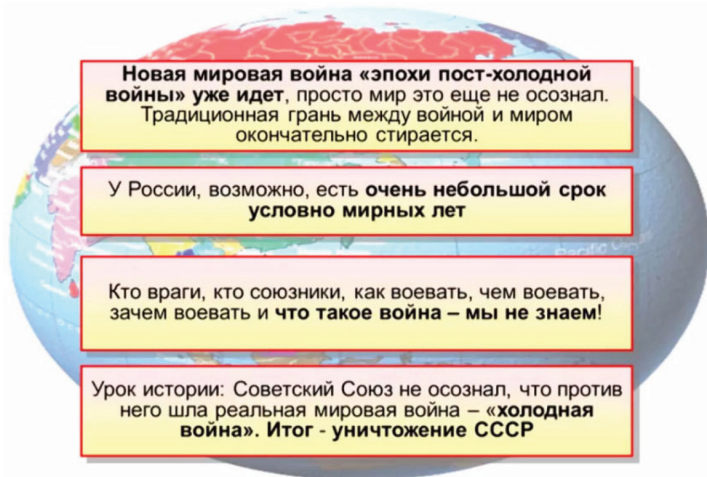 Новая мировая война «эпохи пост-холодной
войны» уже идет, просто мир это еще не осознал.
Традиционная грань между войной и миром
окончательно стирается.
У России, возможно, есть очень небольшой срок
условно мирных лет
Кто враги, кто союзники, как воевать, чем воевать,
зачем воевать и что такое война – мы не знаем!
Урок истории: Советский Союз не осознал, что против
него шла реальная мировая война – «холодная
война». Итог - уничтожение СССР
Pacific Ocean